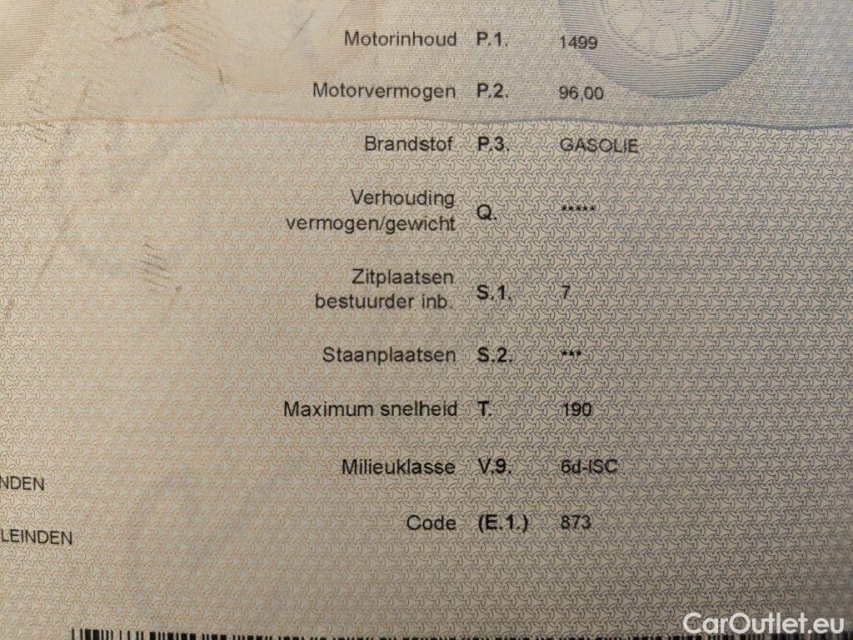 Motorinhoud P.1. 1499
Motorvermogen P.2. 96,00
Brandstof P.3. GASOLIE
Verhouding
vermogen/gewicht Q. *****
Zitplaatsen
bestuurder inb. S.1. 7
Staanplaatsen S.2. ***
Maximum snelheid T. 190
Milieuklasse V.9. 6d-ISC
NDEN
Code (E.1.) 873
LEINDEN
CarOutlet.eu